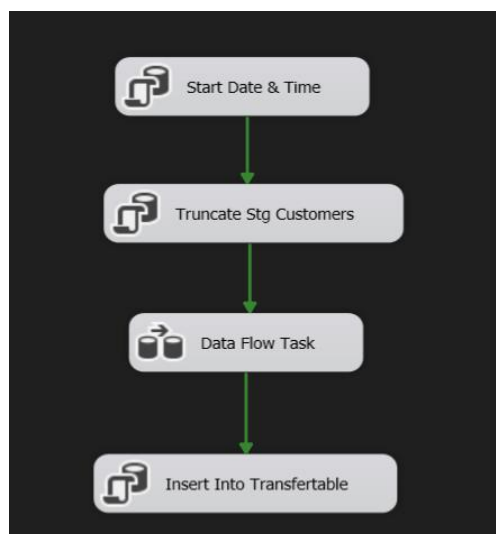 Start Date & Time
Truncate Stg Customers
Data Flow Task
Insert Into Transfertable